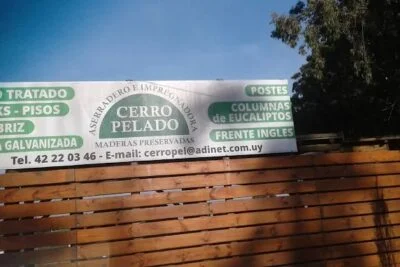 TRATADO
KS - PISOS
BRIZ
A GALVANIZADA
ASERRADERO E IMPREGNADORA
CERRO
PELADO
MADERAS PRESERVADAS
POSTES
COLUMNAS
de EUCALIPTOS
FRENTE INGLES
Tel. 42 22 03 46 - E-mail: cerropel@adinet.com.uy